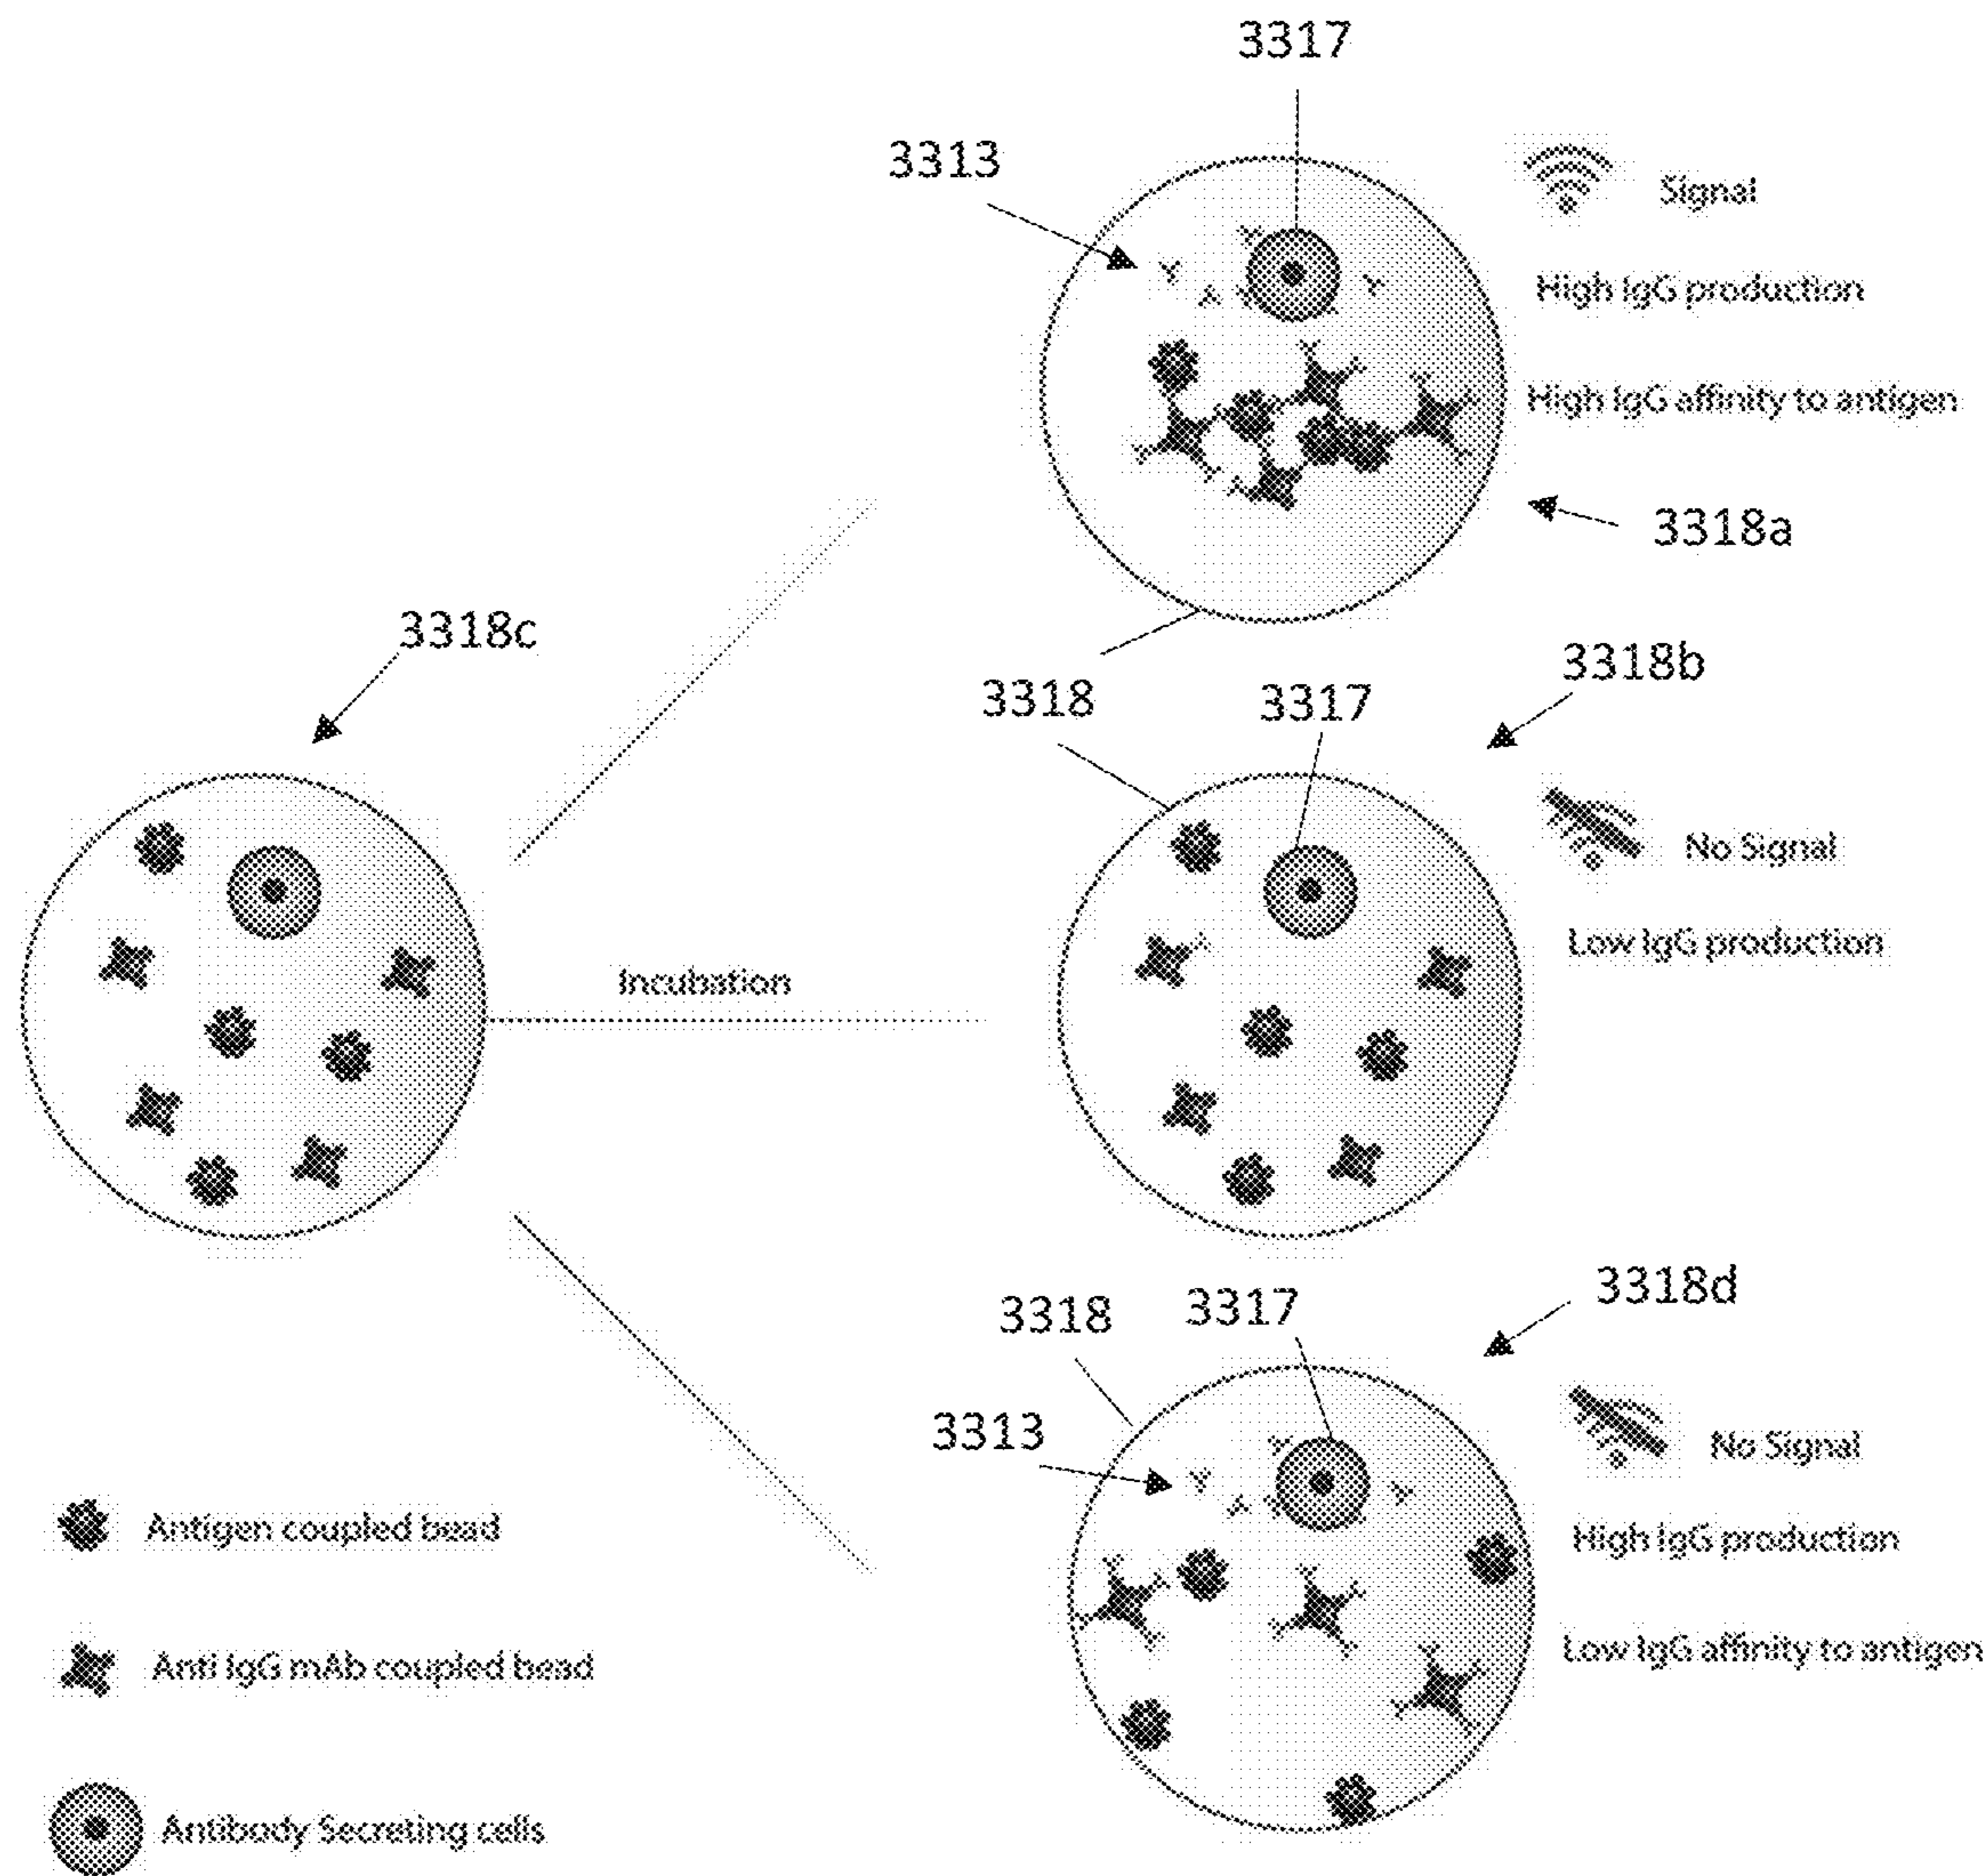 3317
3313
Signal
High IgG production
High IgG affinity to antigen
3318a
3318c
3318b
3318
3317
No Signal
Incubation
Low IgG production
3318d
3318
3317
3313
No Signal
High IgG production
Low IgG affinity to antigen
Antigen coupled bead
Anti IgG mAb coupled bead
Antibody Secreting cells